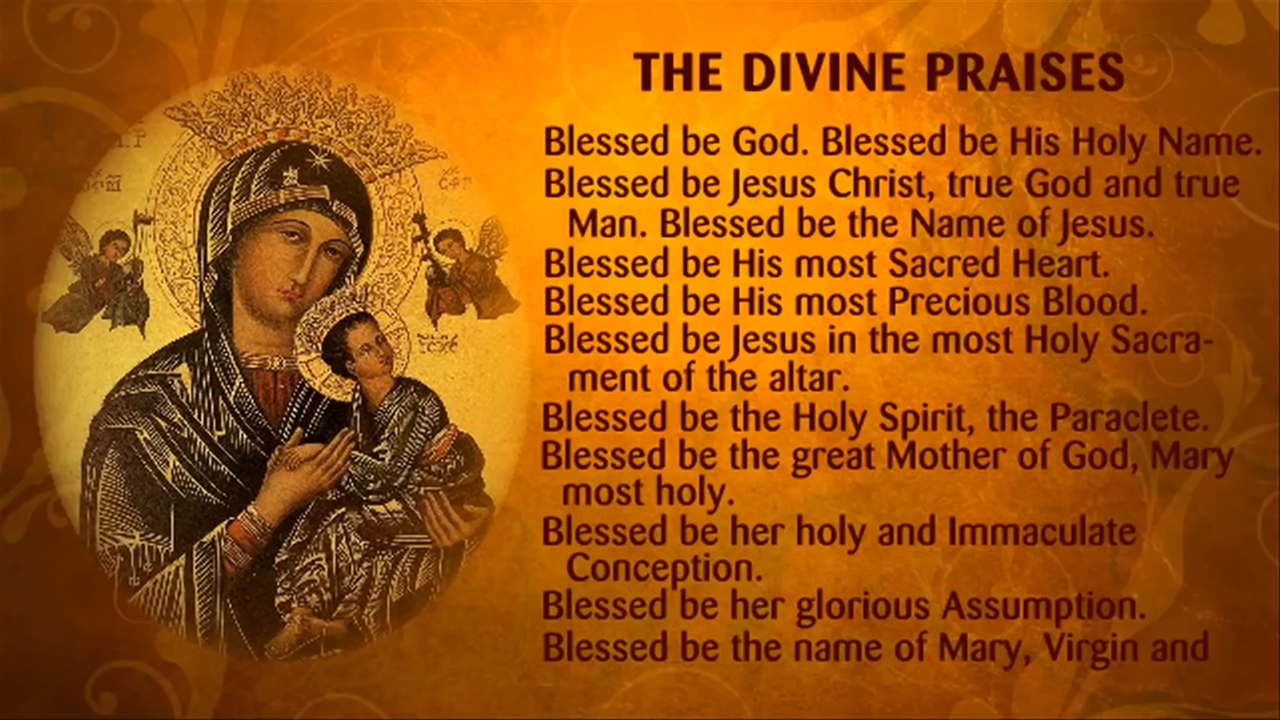 THE DIVINE PRAISES
Blessed be God. Blessed be His Holy Name.
Blessed be Jesus Christ, true God and true
Man. Blessed be the Name of Jesus.
Blessed be His most Sacred Heart.
Blessed be His most Precious Blood.
Blessed be Jesus in the most Holy Sacra-
ment of the altar.
Blessed be the Holy Spirit, the Paraclete.
Blessed be the great Mother of God, Mary
most holy.
Blessed be her holy and Immaculate
Conception.
Blessed be her glorious Assumption.
Blessed be the name of Mary, Virgin and